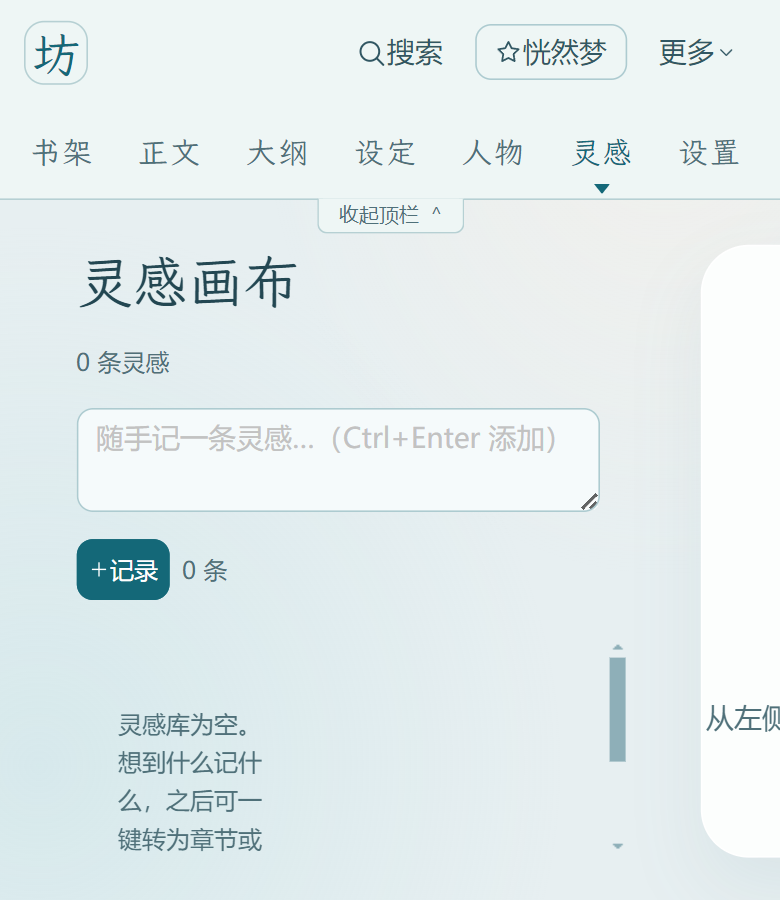 坊
搜索
恍然梦
更多
书架 正文 大纲 设定 人物 灵感 设置
收起顶栏 ^
灵感画布
0 条灵感
随手记一条灵感...（Ctrl+Enter 添加）
+记录
0 条
灵感库为空。
想到什么记什
么，之后可一
键转为章节或
从左侧